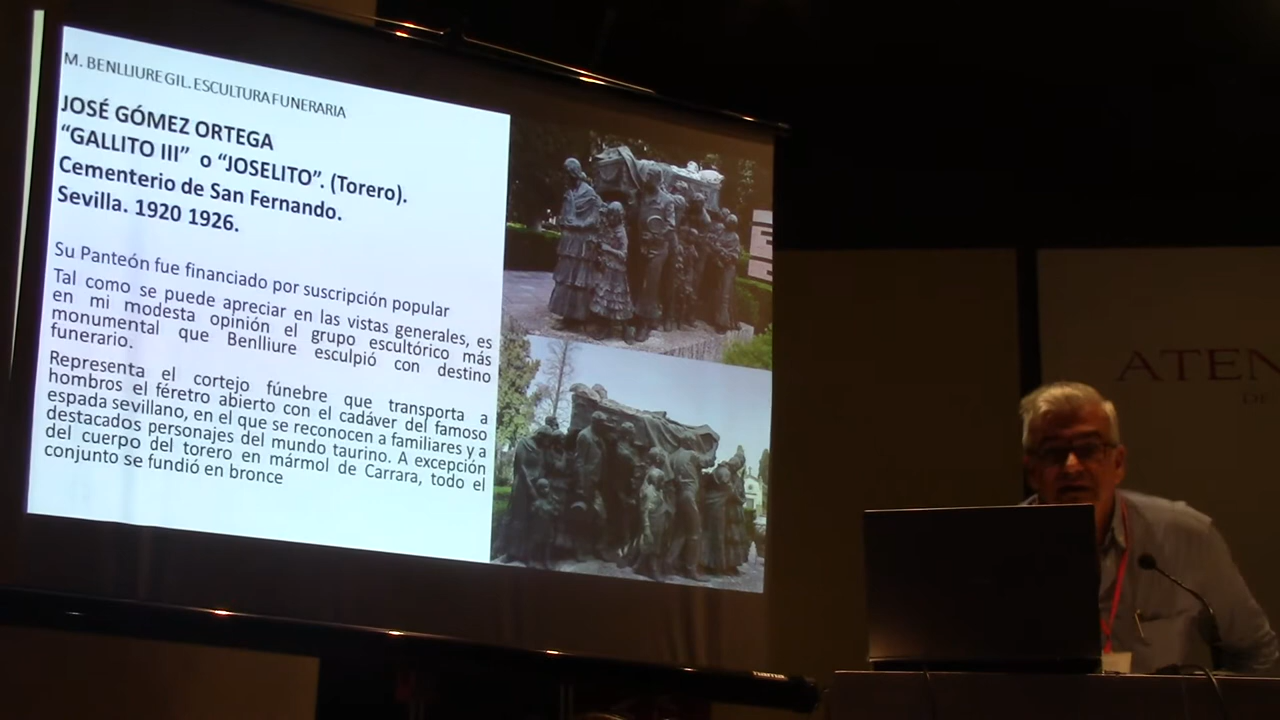 M. BENLLIURE GIL. ESCULTURA FUNERARIA
JOSÉ GÓMEZ ORTEGA
“GALLITO III” o “JOSELITO”. (Torero).
Cementerio de San Fernando.
Sevilla. 1920 1926.
Su Panteón fue financiado por suscripción popular
Tal como se puede apreciar en las vistas generales, es
en mi modesta opinión el grupo escultórico más
monumental que Benlliure esculpió con destino
funerario.
Representa el cortejo fúnebre que transporta a
hombros el féretro abierto con el cadáver del famoso
espada sevillano, en el que se reconocen a familiares y a
destacados personajes del mundo taurino. A excepción
del cuerpo del torero en mármol de Carrara, todo el
conjunto se fundió en bronce
ATEN
DE